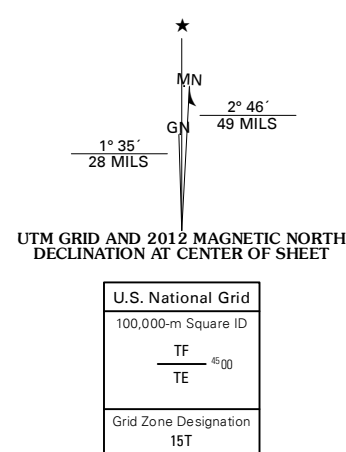 ★
MN
GN
2° 46´
49 MILS
1° 35´
28 MILS
UTM GRID AND 2012 MAGNETIC NORTH
DECLINATION AT CENTER OF SHEET
U.S. National Grid
100,000-m Square ID
TF
4500
TE
Grid Zone Designation
15T